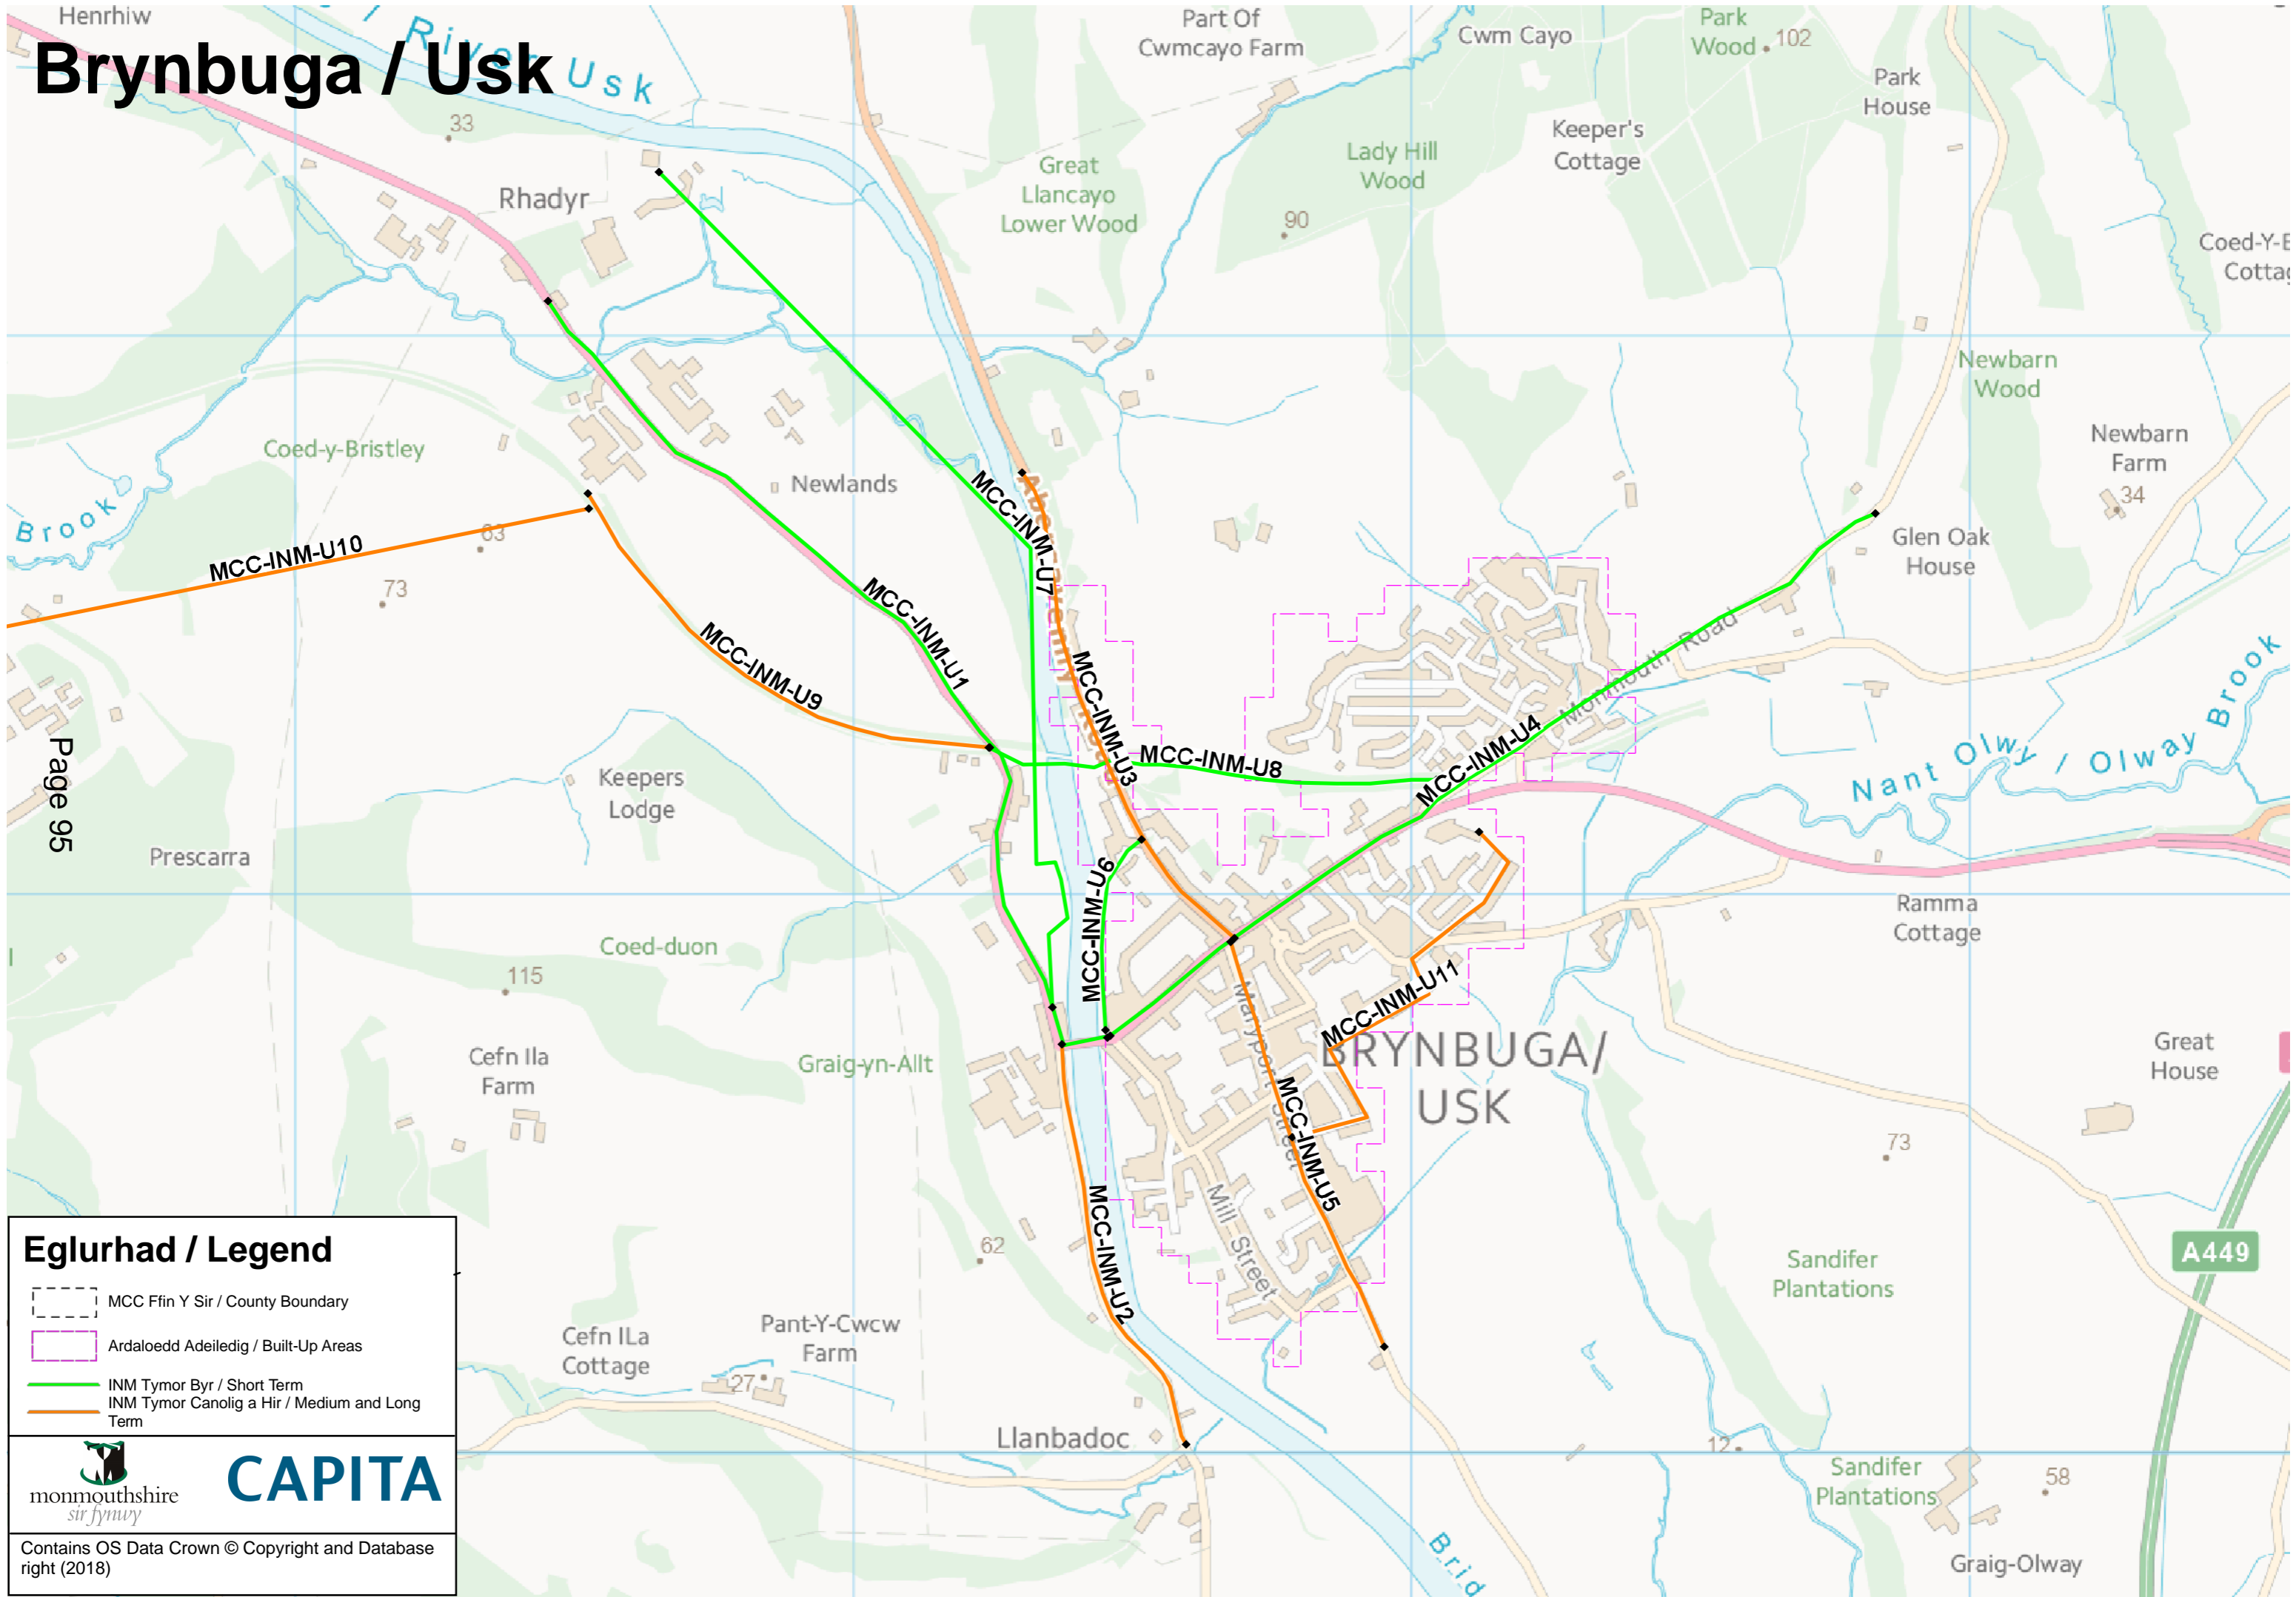 Brynbuga / Usk
Henrhiw
/ River Usk
33
Rhadyr
Part Of
Cwmcayo Farm
Cwm Cayo
Park
Wood
102
Park
House
Keeper's
Cottage
Lady Hill
Wood
90
Great
Llancayo
Lower Wood
Coed-Y-B
Cottag
Newbarn
Wood
Newbarn
Farm
34
Glen Oak
House
Coed-y-Bristley
Newlands
Brook
63
73
MCC-INM-U10
MCC-INM-U9
MCC-INM-U1
MCC-INM-U7
MCC-INM-U3
MCC-INM-U8
MCC-INM-U4
Monmouth Road
Nant Olwy / Olway Brook
Page 95
Keepers
Lodge
Prescarra
MCC-INM-U6
Ramma
Cottage
Coed-duon
115
MCC-INM-U11
Maryport Street
BRYNBUGA/
USK
Great
House
Cefn Ila
Farm
Graig-yn-Allt
MCC-INM-U5
73
Mill Street
MCC-INM-U2
62
A449
Sandifer
Plantations
Cefn ILa
Cottage
Pant-Y-Cwcw
Farm
27
Llanbadoc
12
Sandifer
Plantations
58
Graig-Olway
Brid
Eglurhad / Legend
MCC Ffin Y Sir / County Boundary
Ardaloedd Adeiledig / Built-Up Areas
INM Tymor Byr / Short Term
INM Tymor Canolig a Hir / Medium and Long
Term
monmouthshire
sir fynwy
CAPITA
Contains OS Data Crown © Copyright and Database
right (2018)